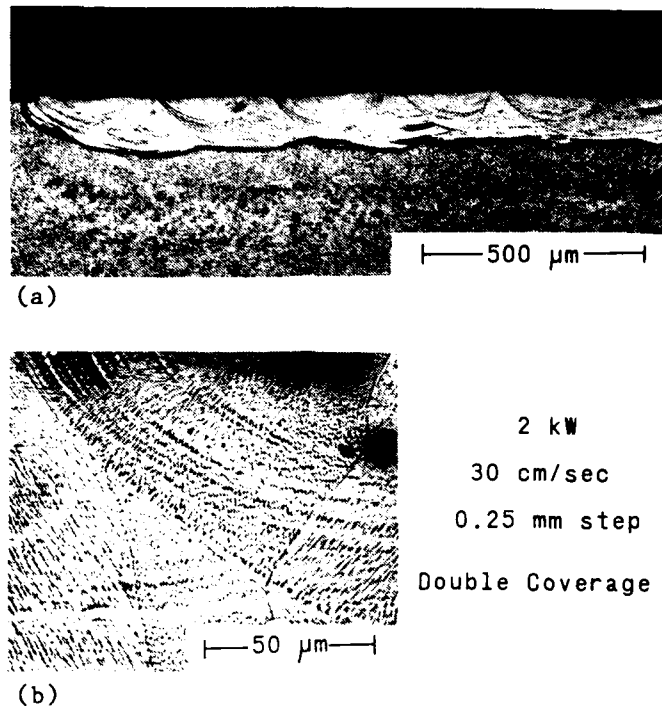 500 μm
(a)
2 kW
30 cm/sec
0.25 mm step
Double Coverage
50 μm
(b)